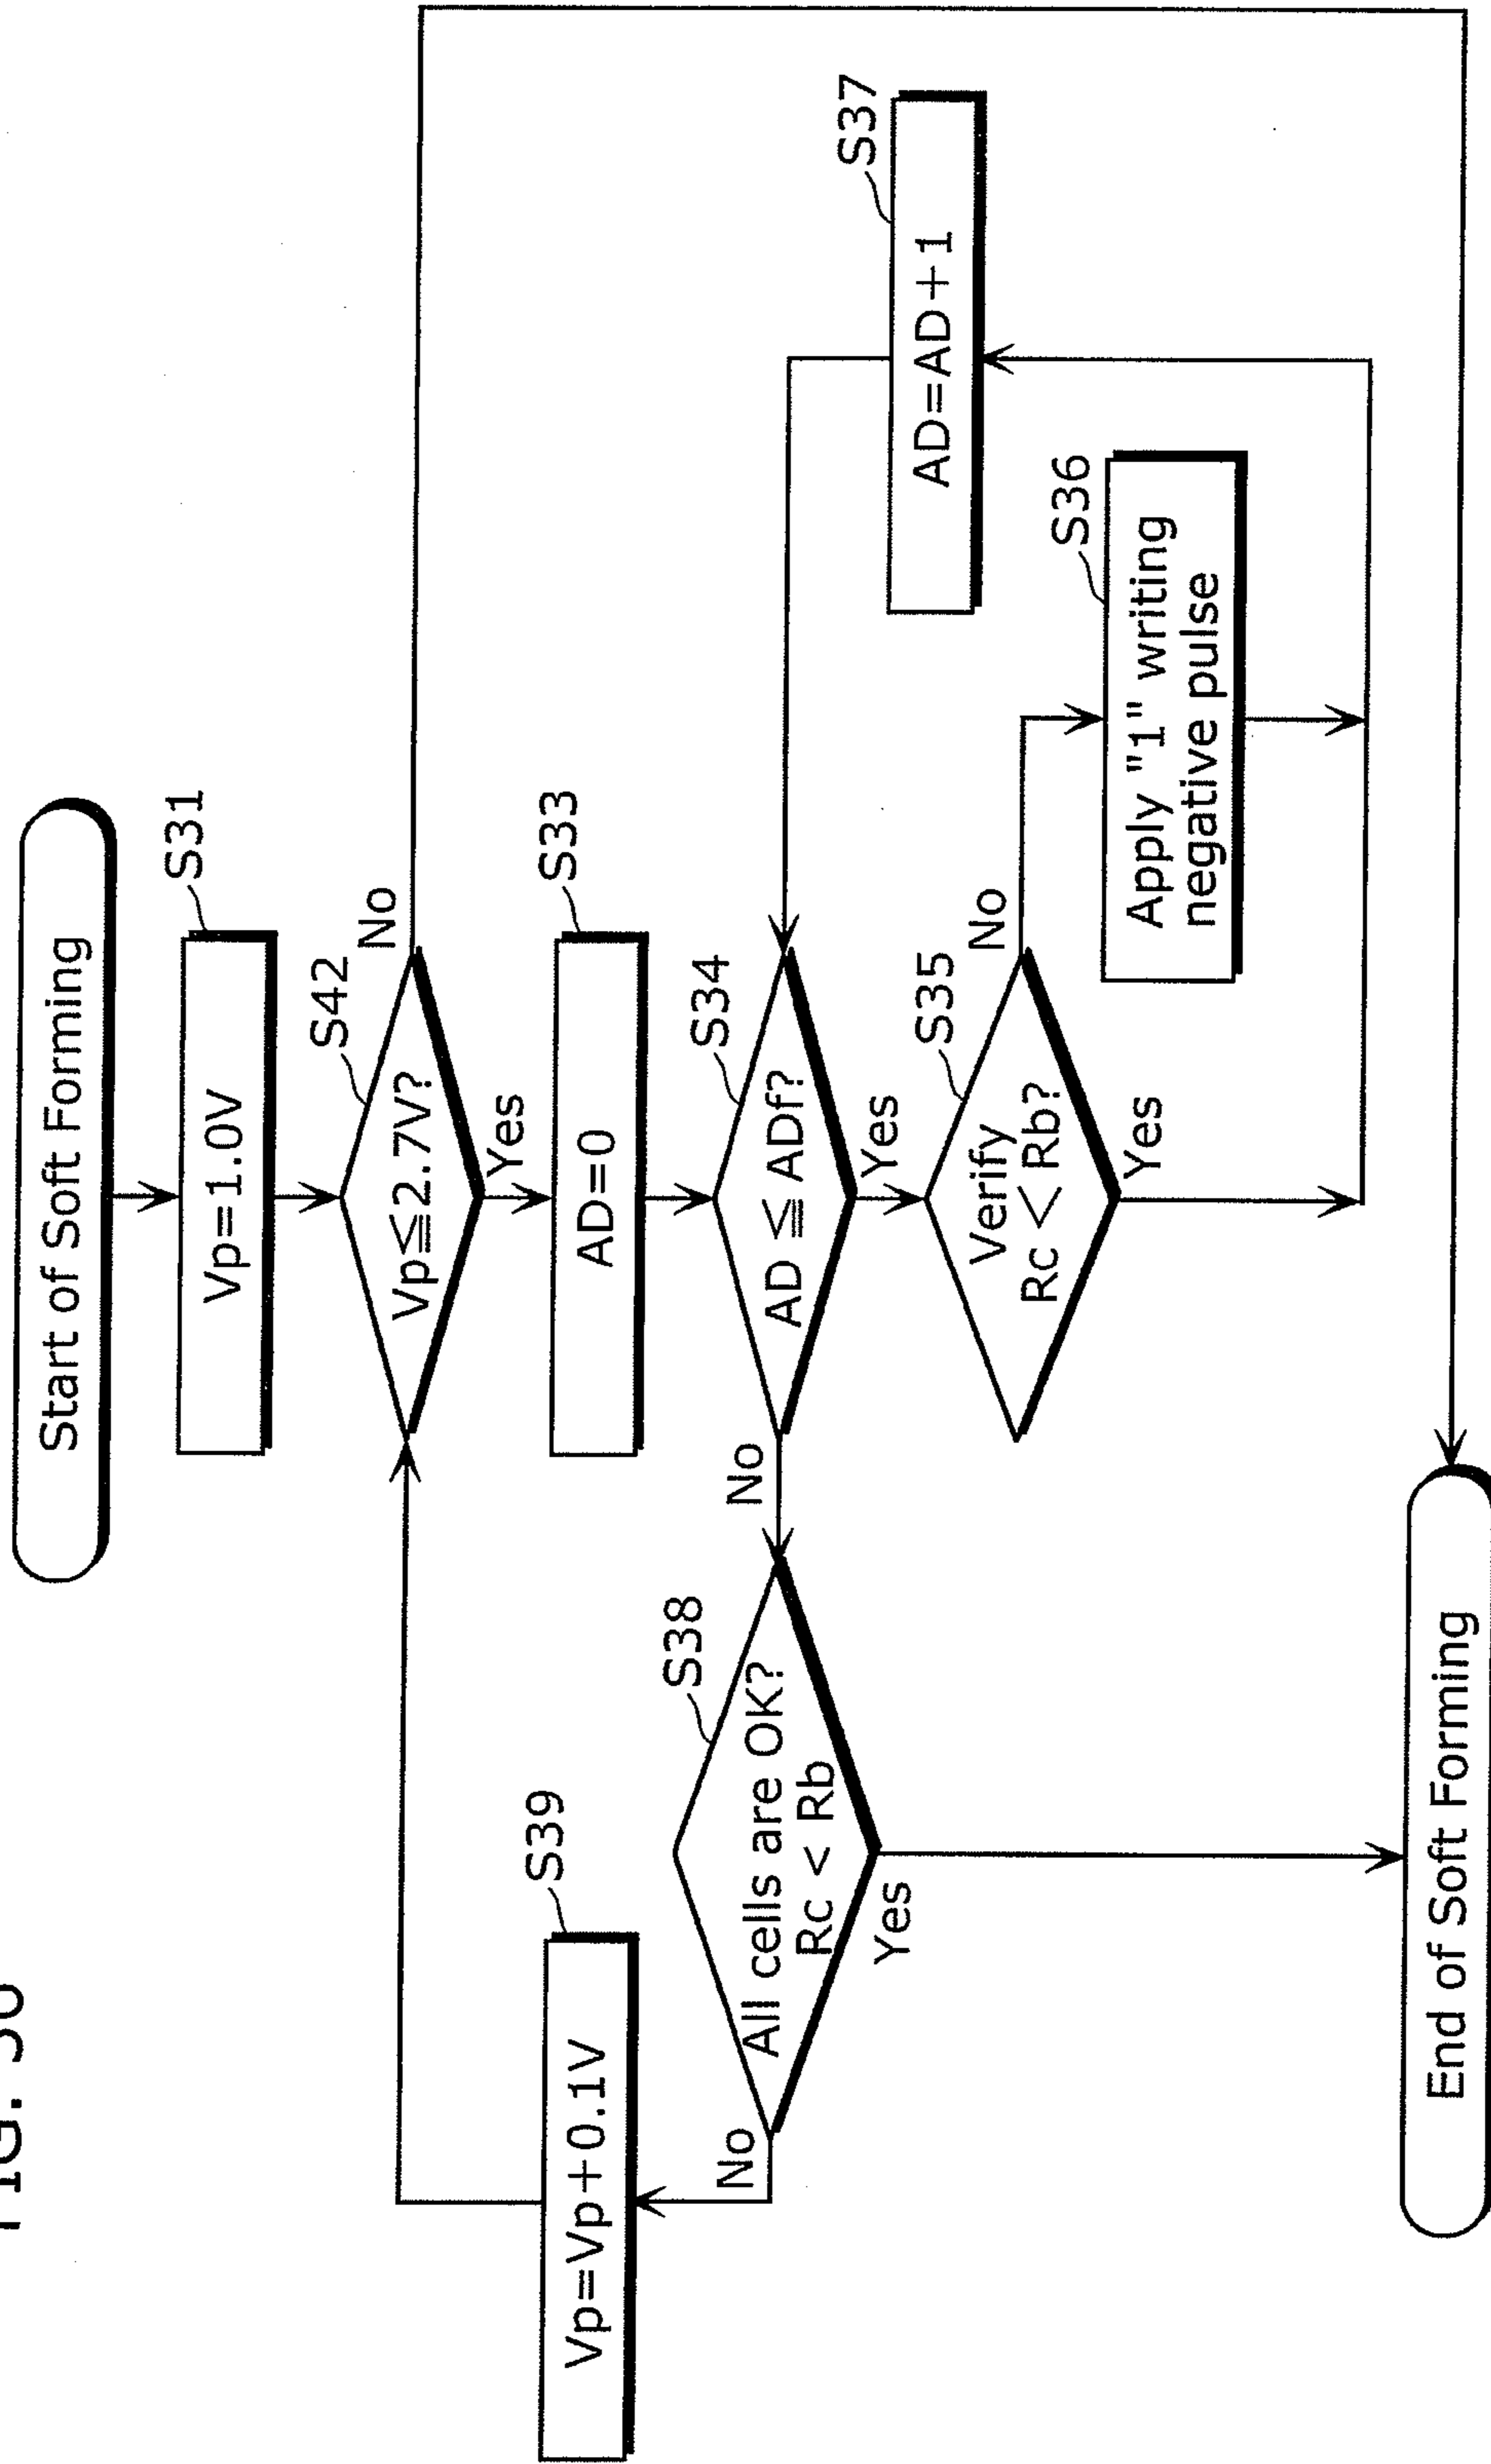 FIG. 30
Start of Soft Forming
S31
Vp=1.0V
S42
Vp≦2.7V?
No
Yes
S33
AD=0
S34
AD ≦ ADf?
No
Yes
S35
Verify
Rc < Rb?
No
Yes
S36
Apply "1" writing
negative pulse
S37
AD=AD+1
S38
All cells are OK?
Rc < Rb
No
Yes
S39
Vp=Vp+0.1V
End of Soft Forming